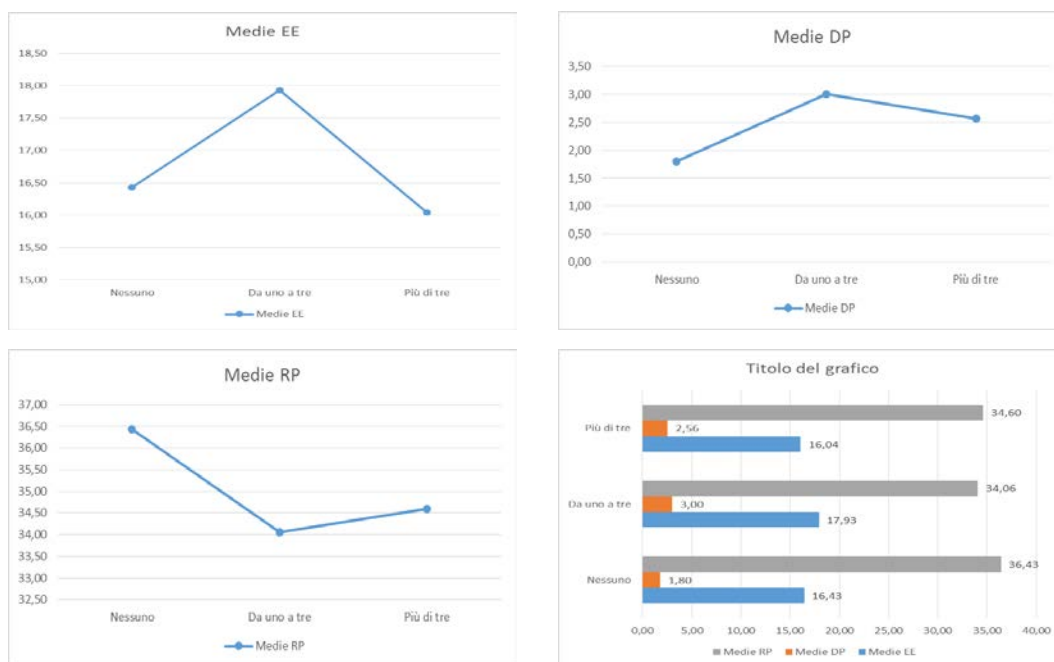 Medie EE
18,50
18,00
17,50
17,00
16,50
16,00
15,50
15,00
Nessuno Da uno a tre Più di tre
Medie EE
Medie DP
3,50
3,00
2,50
2,00
1,50
1,00
0,50
0,00
Nessuno Da uno a tre Più di tre
Medie DP
Medie RP
37,00
36,50
36,00
35,50
35,00
34,50
34,00
33,50
33,00
32,50
Nessuno Da uno a tre Più di tre
Medie RP
Titolo del grafico
34,60
Più di tre 2,56
16,04
34,06
Da uno a tre 3,00
17,93
36,43
Nessuno 1,80
16,43
0,00 5,00 10,00 15,00 20,00 25,00 30,00 35,00 40,00
Medie RP Medie DP Medie EE